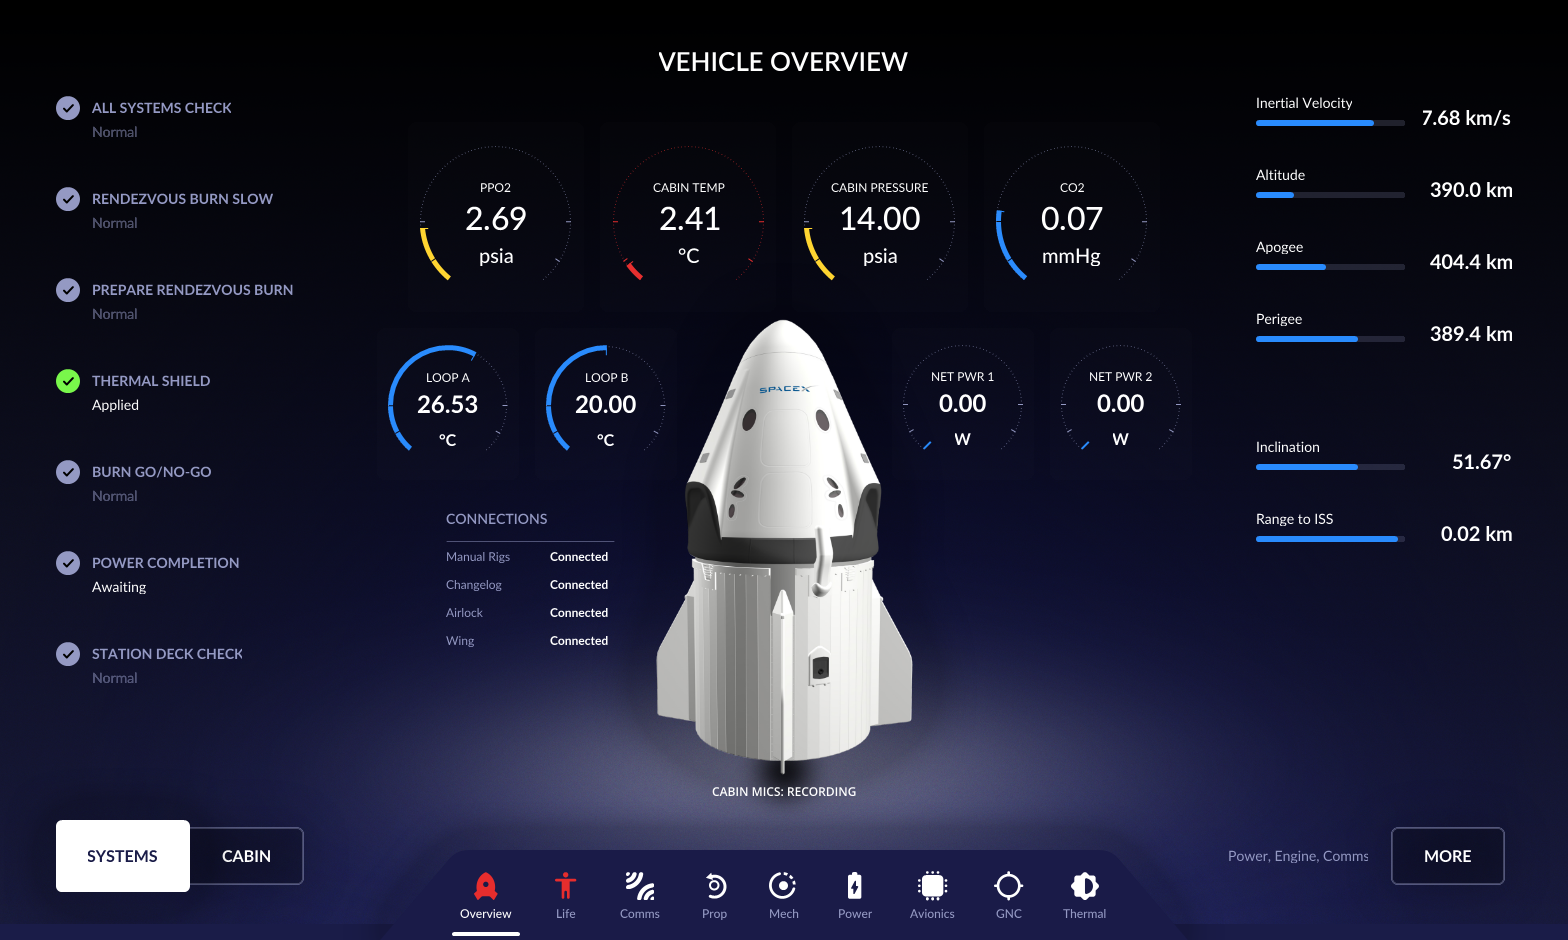 VEHICLE OVERVIEW
ALL SYSTEMS CHECK
Normal
RENDEZVOUS BURN SLOW
Normal
PREPARE RENDEZVOUS BURN
Normal
THERMAL SHIELD
Applied
BURN GO/NO-GO
Normal
POWER COMPLETION
Awaiting
STATION DECK CHECK
Normal
PPO2
2.69
psia
CABIN TEMP
2.41
°C
CABIN PRESSURE
14.00
psia
CO2
0.07
mmHg
LOOP A
26.53
°C
LOOP B
20.00
°C
NET PWR 1
0.00
W
NET PWR 2
0.00
W
SPACEX
CONNECTIONS
Manual Rigs Connected
Changelog Connected
Airlock Connected
Wing Connected
CABIN MICS: RECORDING
Inertial Velocity 7.68 km/s
Altitude 390.0 km
Apogee 404.4 km
Perigee 389.4 km
Inclination 51.67°
Range to ISS 0.02 km
SYSTEMS CABIN
Power, Engine, Comms MORE
Overview Life Comms Prop Mech Power Avionics GNC Thermal